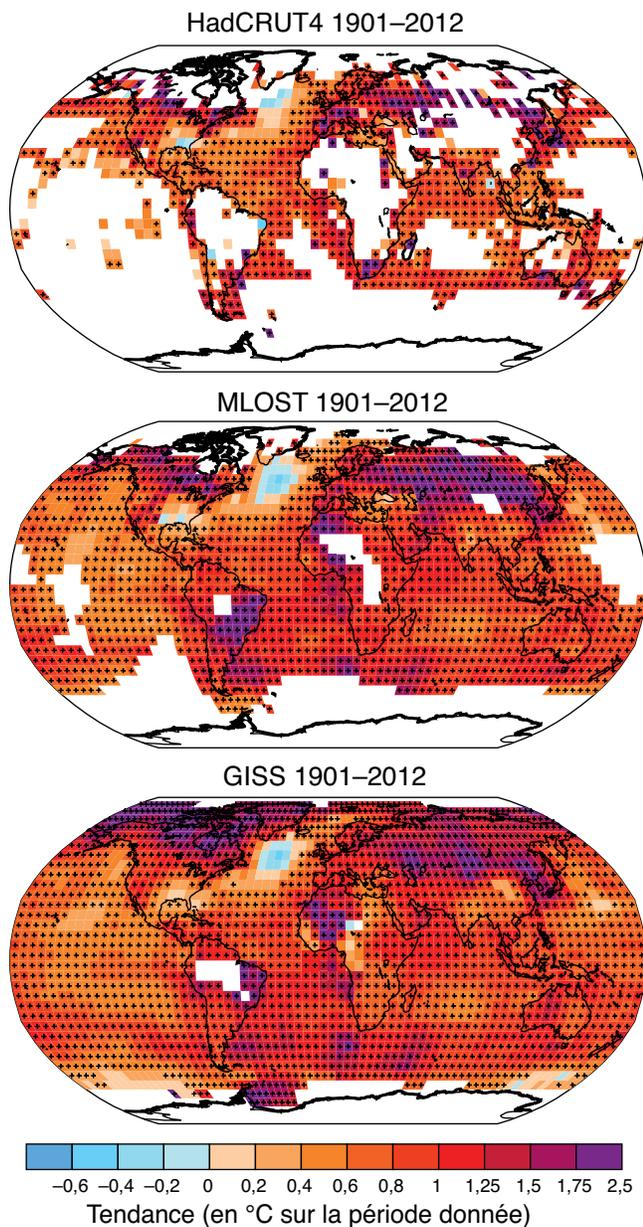 HadCRUT4 1901–2012
MLOST 1901–2012
GISS 1901–2012
−0,6 −0,4 −0,2 0 0,2 0,4 0,6 0,8 1 1,25 1,5 1,75 2,5
Tendance (en °C sur la période donnée)